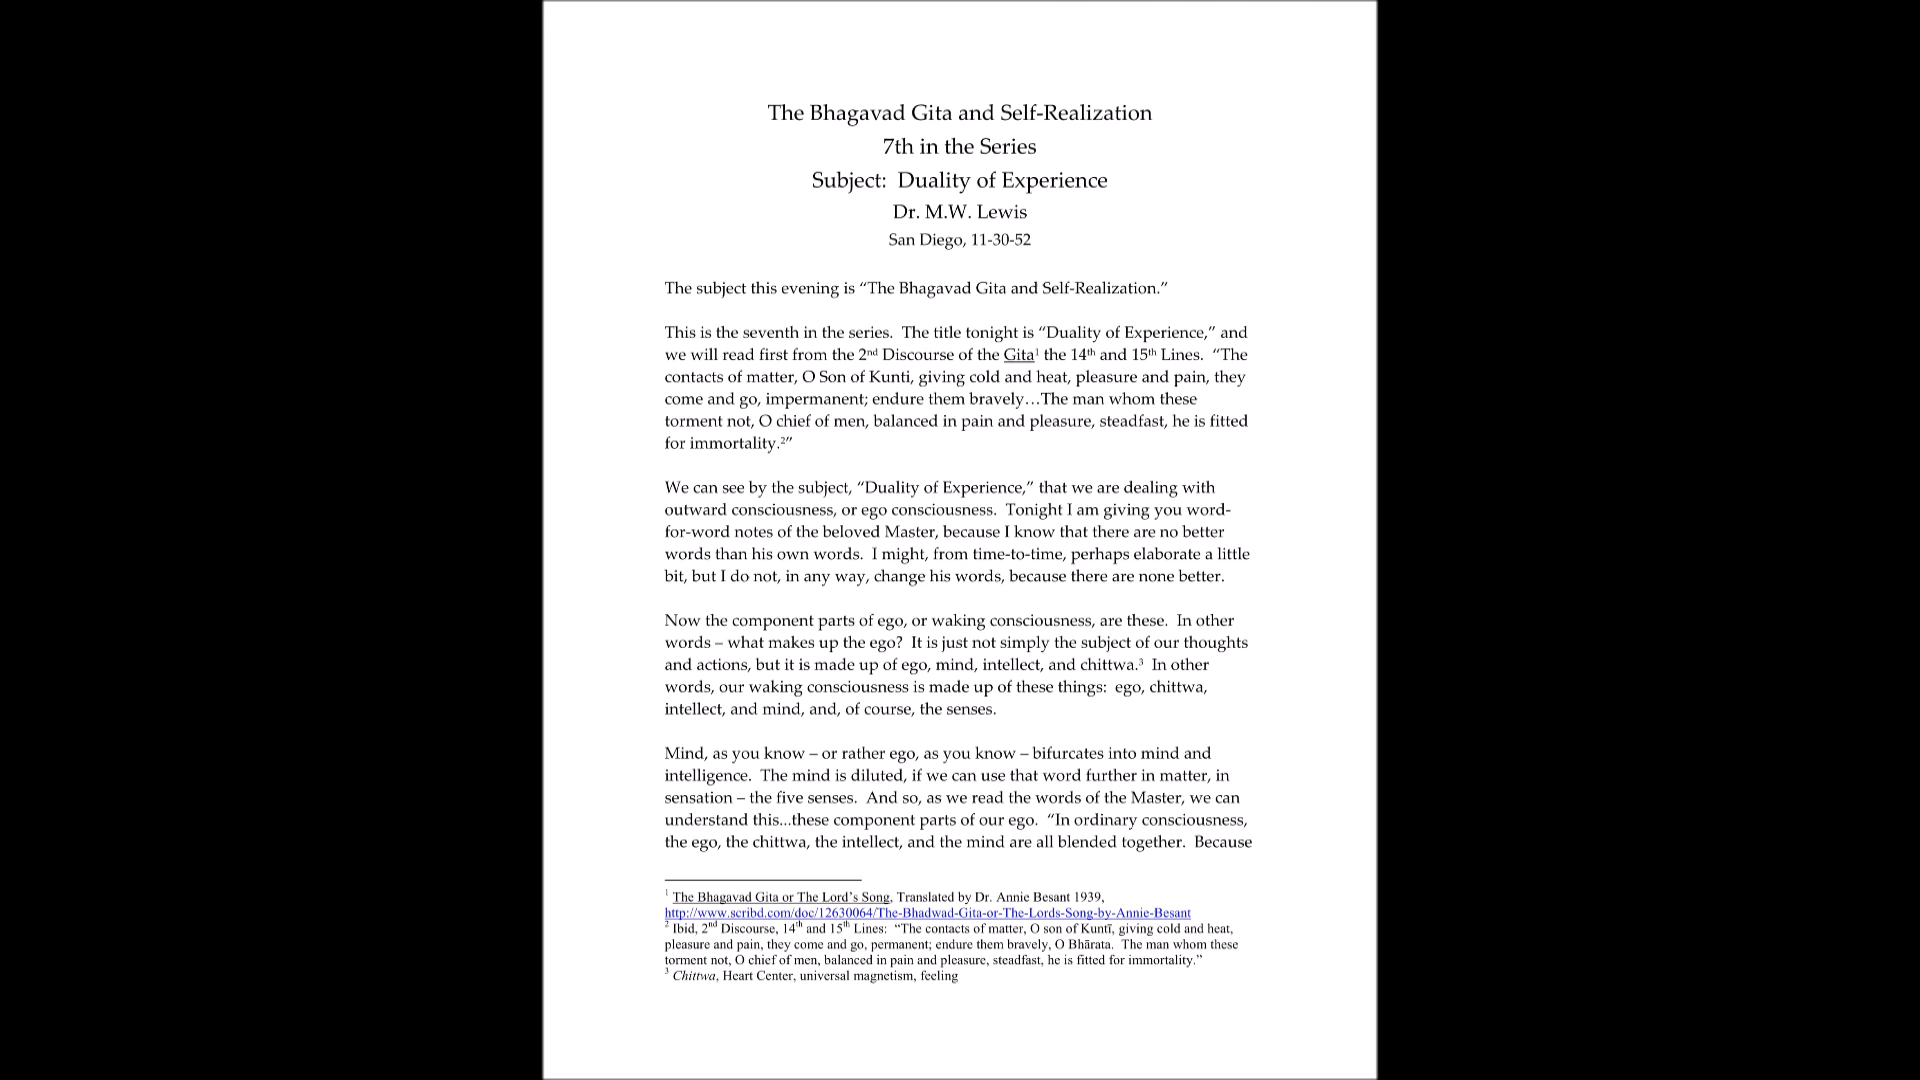 The Bhagavad Gita and Self-Realization
7th in the Series
Subject:  Duality of Experience
Dr. M.W. Lewis
San Diego, 11-30-52
The subject this evening is “The Bhagavad Gita and Self-Realization.”
This is the seventh in the series.  The title tonight is “Duality of Experience,” and
we will read first from the 2nd Discourse of the Gita1 the 14th and 15th Lines.  “The
contacts of matter, O Son of Kunti, giving cold and heat, pleasure and pain, they
come and go, impermanent; endure them bravely…The man whom these
torment not, O chief of men, balanced in pain and pleasure, steadfast, he is fitted
for immortality.2”
We can see by the subject, “Duality of Experience,” that we are dealing with
outward consciousness, or ego consciousness.  Tonight I am giving you word-
for-word notes of the beloved Master, because I know that there are no better
words than his own words.  I might, from time-to-time, perhaps elaborate a little
bit, but I do not, in any way, change his words, because there are none better.
Now the component parts of ego, or waking consciousness, are these.  In other
words – what makes up the ego?  It is just not simply the subject of our thoughts
and actions, but it is made up of ego, mind, intellect, and chittwa.3  In other
words, our waking consciousness is made up of these things:  ego, chittwa,
intellect, and mind, and, of course, the senses.
Mind, as you know – or rather ego, as you know – bifurcates into mind and
intelligence.  The mind is diluted, if we can use that word further in matter, in
sensation – the five senses.  And so, as we read the words of the Master, we can
understand this...these component parts of our ego.  “In ordinary consciousness,
the ego, the chittwa, the intellect, and the mind are all blended together.  Because
1 The Bhagavad Gita or The Lord’s Song, Translated by Dr. Annie Besant 1939,
http://www.scribd.com/doc/12630064/The-Bhadwad-Gita-or-The-Lords-Song-by-Annie-Besant
2 Ibid, 2nd Discourse, 14th and 15th Lines:  “The contacts of matter, O son of Kuntī, giving cold and heat,
pleasure and pain, they come and go, permanent; endure them bravely, O Bhārata.  The man whom these
torment not, O chief of men, balanced in pain and pleasure, steadfast, he is fitted for immortality.”
3 Chittwa, Heart Center, universal magnetism, feeling